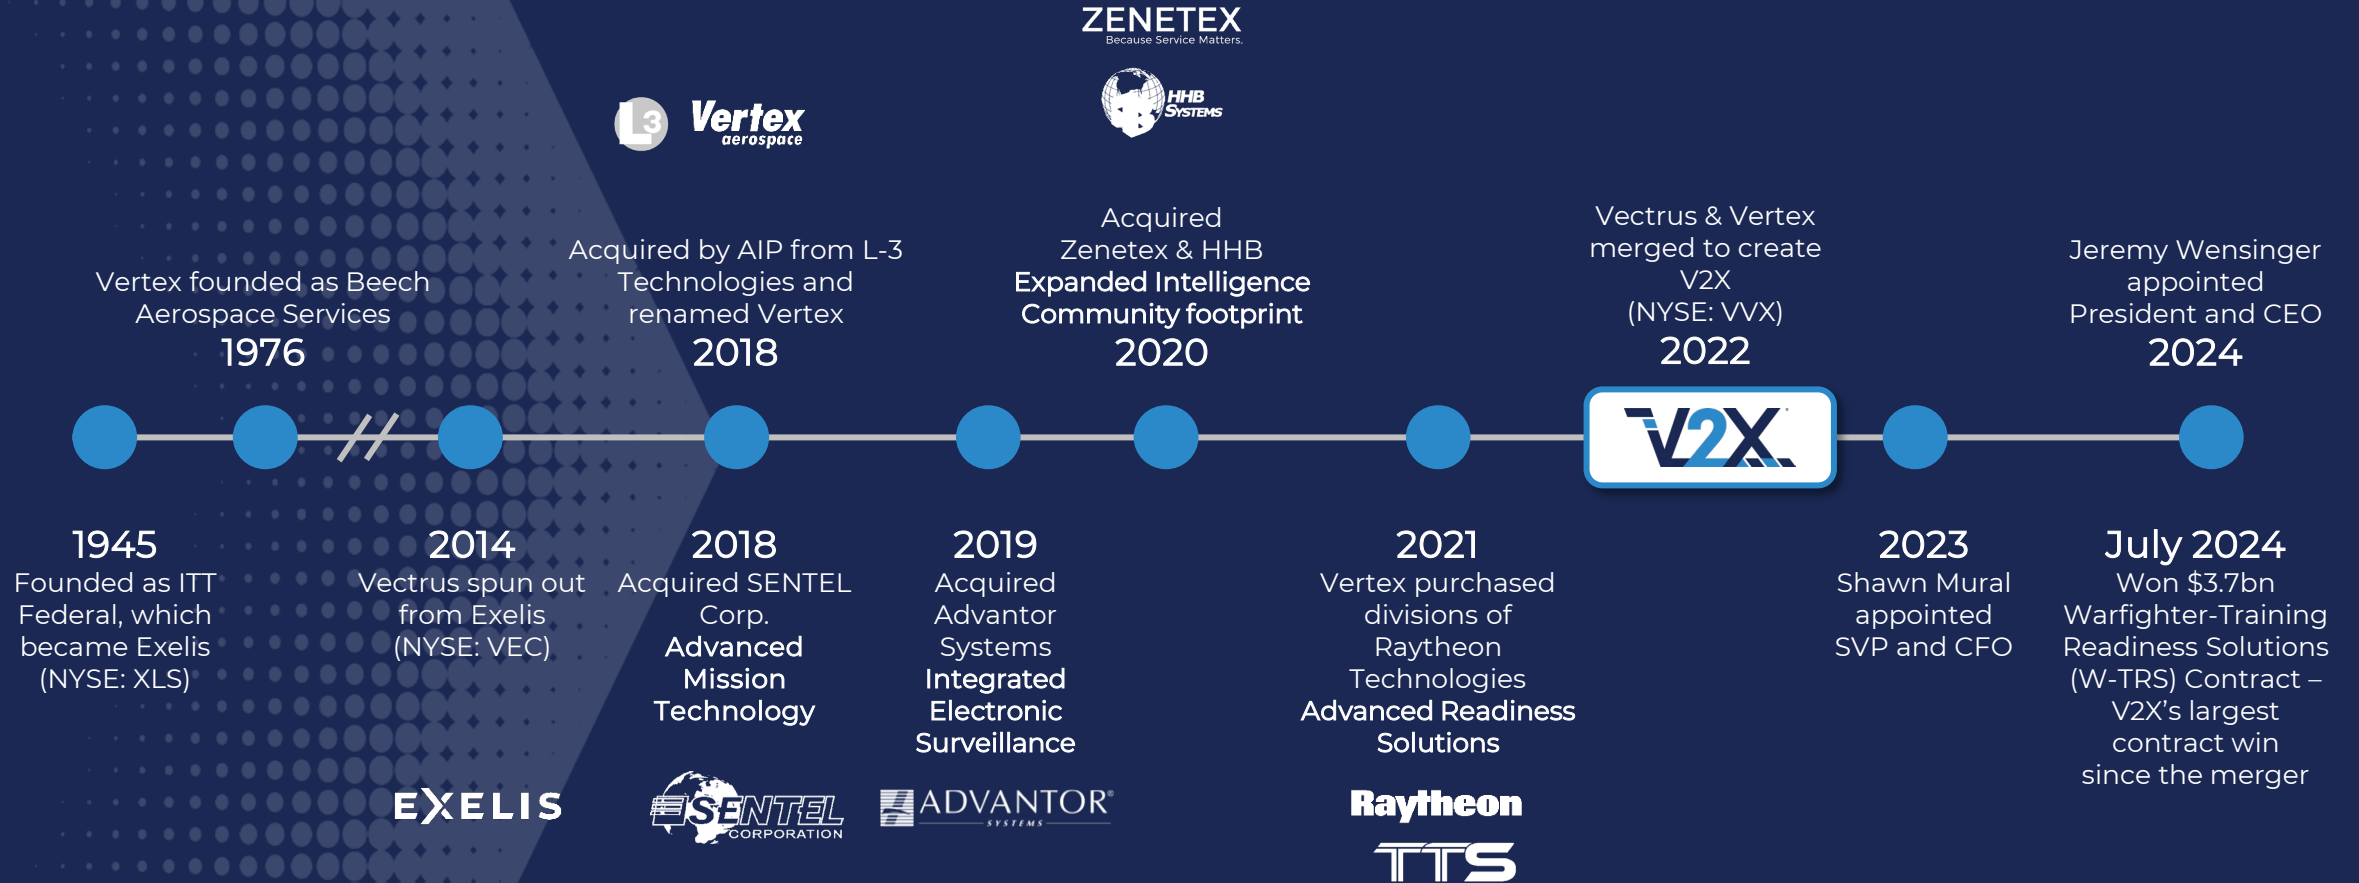 ZENETEX
Because Service Matters.
HHB
SYSTEMS
L3
Vertex
aerospace
Vertex founded as Beech
Aerospace Services
1976
Acquired by AIP from L-3
Technologies and
renamed Vertex
2018
Acquired
Zenetex & HHB
Expanded Intelligence
Community footprint
2020
Vectrus & Vertex
merged to create
V2X
(NYSE: VVX)
2022
Jeremy Wensinger
appointed
President and CEO
2024
V2X
1945
Founded as ITT
Federal, which
became Exelis
(NYSE: XLS)
2014
Vectrus spun out
from Exelis
(NYSE: VEC)
EXELIS
2018
Acquired SENTEL
Corp.
Advanced
Mission
Technology
SENTEL
CORPORATION
2019
Acquired
Advantor
Systems
Integrated
Electronic
Surveillance
ADVANTOR®
SYSTEMS
2021
Vertex purchased
divisions of
Raytheon
Technologies
Advanced Readiness
Solutions
Raytheon
TTS
2023
Shawn Mural
appointed
SVP and CFO
July 2024
Won $3.7bn
Warfighter-Training
Readiness Solutions
(W-TRS) Contract –
V2X’s largest
contract win
since the merger